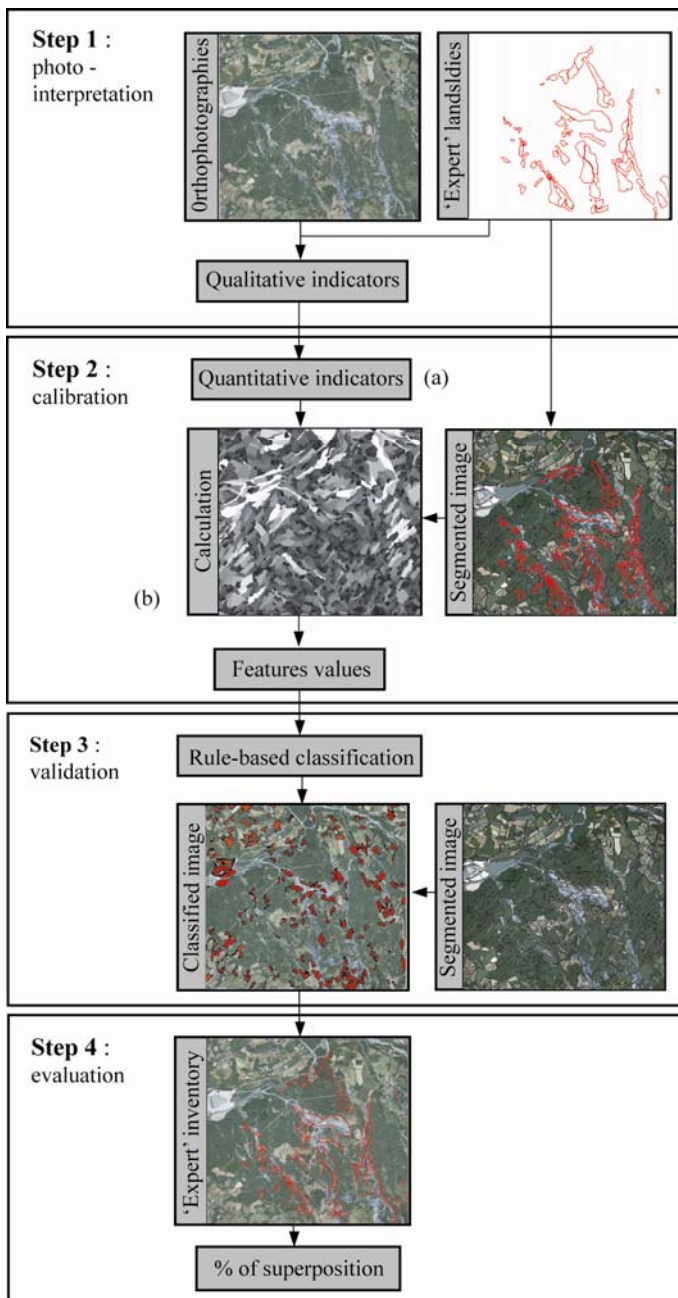 Step 1 :
photo -
interpretation
Orthophotographies
'Expert' landsldies
Qualitative indicators
Step 2 :
calibration
Quantitative indicators
(a)
Calculation
Segmented image
(b)
Features values
Step 3 :
validation
Rule-based classification
Classified image
Segmented image
Step 4 :
evaluation
'Expert' inventory
% of superposition